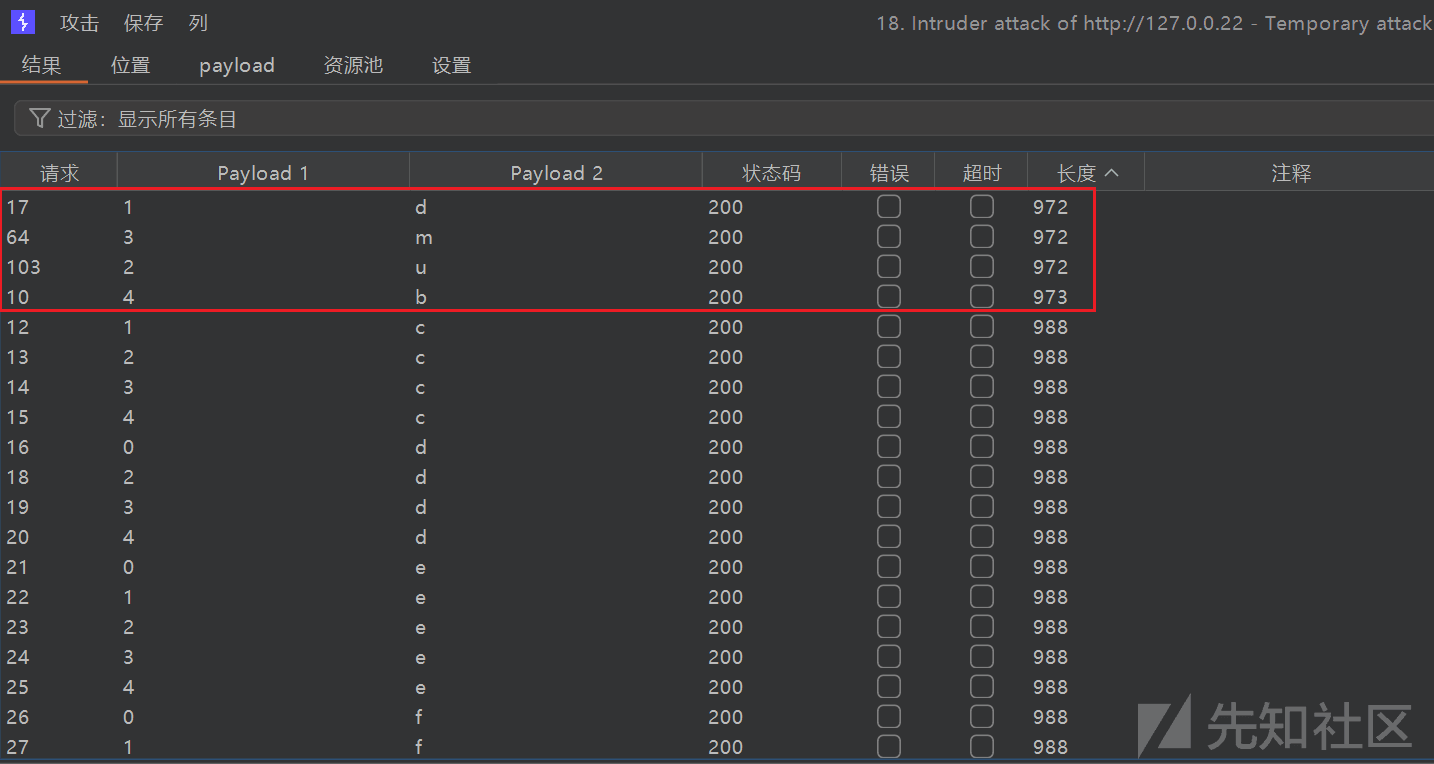 攻击 保存 列 18. Intruder attack of http://127.0.0.22 - Temporary attack
结果 位置 payload 资源池 设置
过滤：显示所有条目
请求 Payload 1 Payload 2 状态码 错误 超时 长度 注释
17 1 d 200 972
64 3 m 200 972
103 2 u 200 972
10 4 b 200 973
12 1 c 200 988
13 2 c 200 988
14 3 c 200 988
15 4 c 200 988
16 0 d 200 988
18 2 d 200 988
19 3 d 200 988
20 4 d 200 988
21 0 e 200 988
22 1 e 200 988
23 2 e 200 988
24 3 e 200 988
25 4 e 200 988
26 0 f 200 988
27 1 f 200 988
先知社区